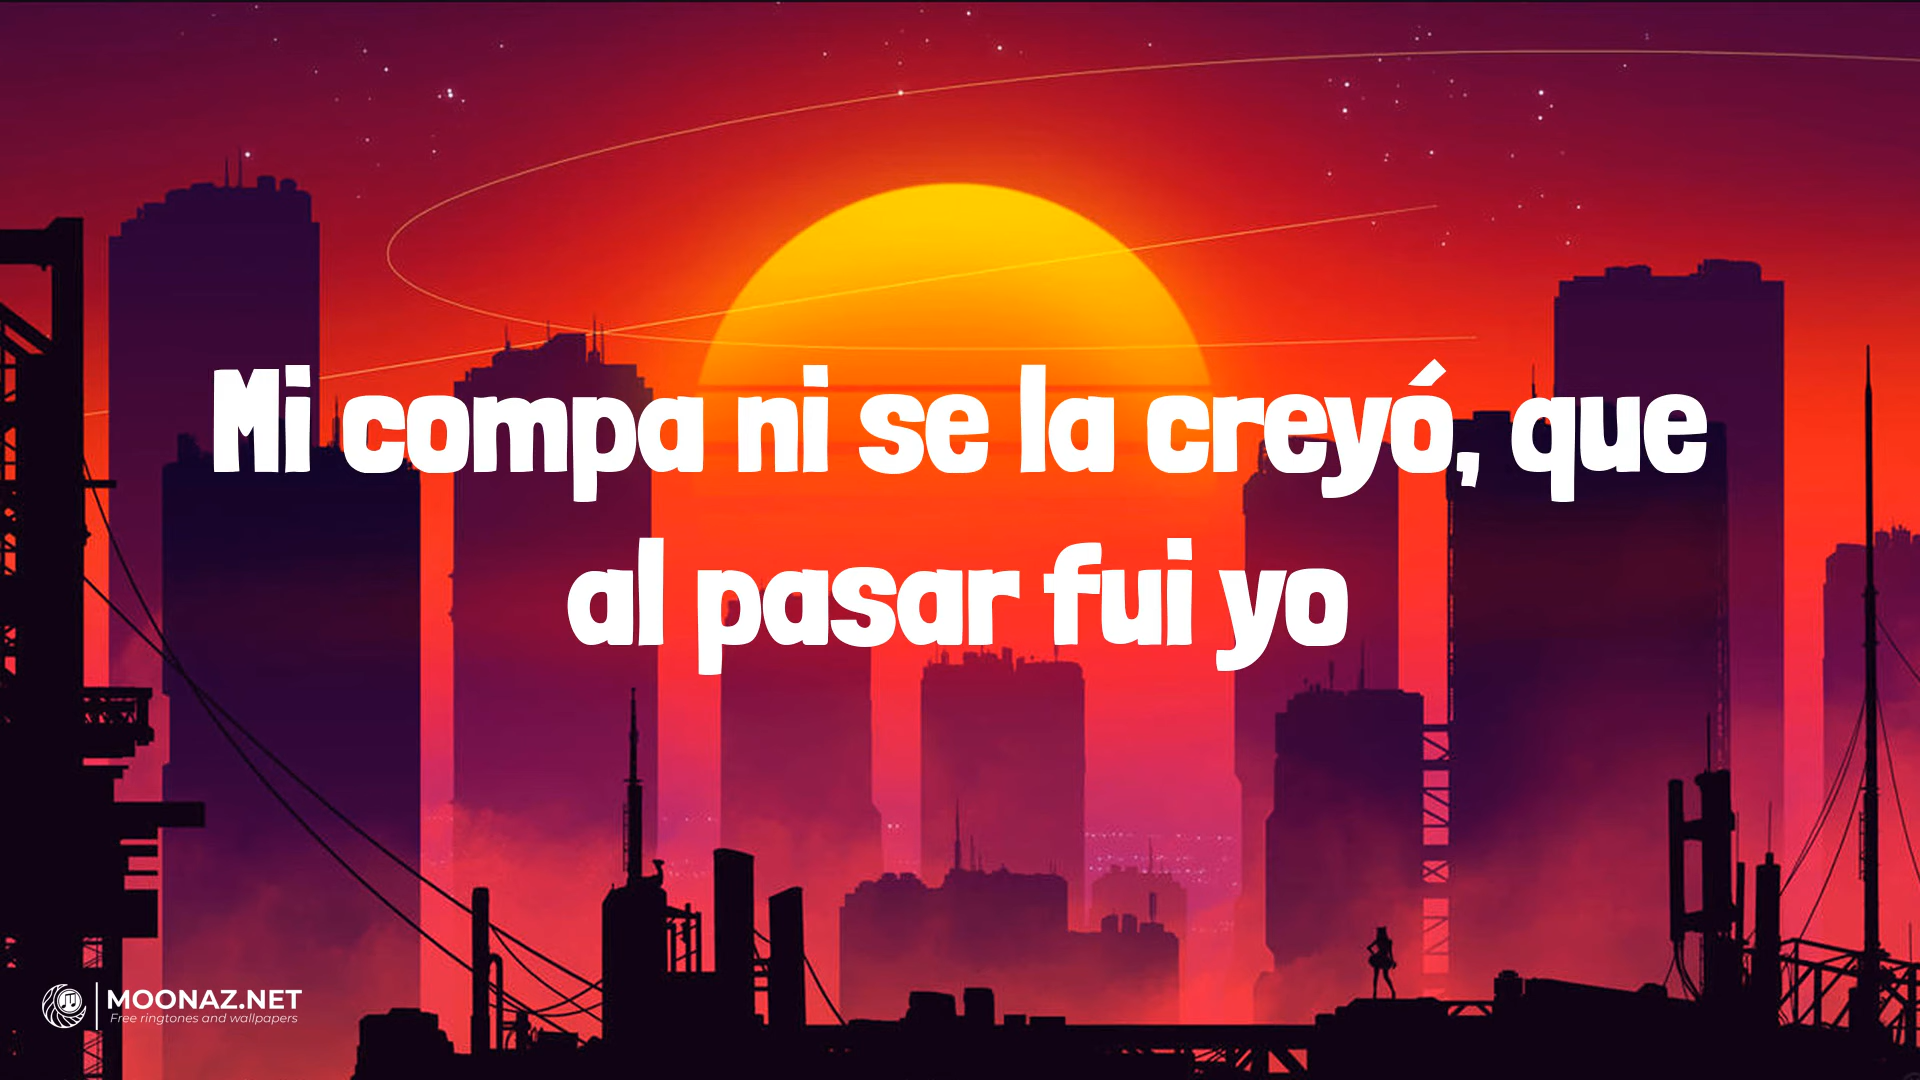 Mi compa ni se la creyó, que
al pasar fui yo
MOONAZ.NET
Free ringtones and wallpapers